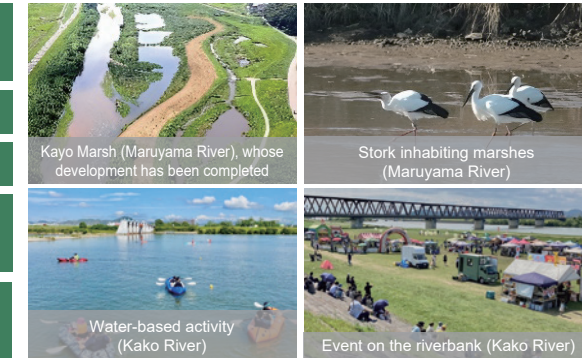 Kayo Marsh (Maruyama River), whose
development has been completed
Stork inhabiting marshes
(Maruyama River)
Water-based activity
(Kako River)
Event on the riverbank (Kako River)